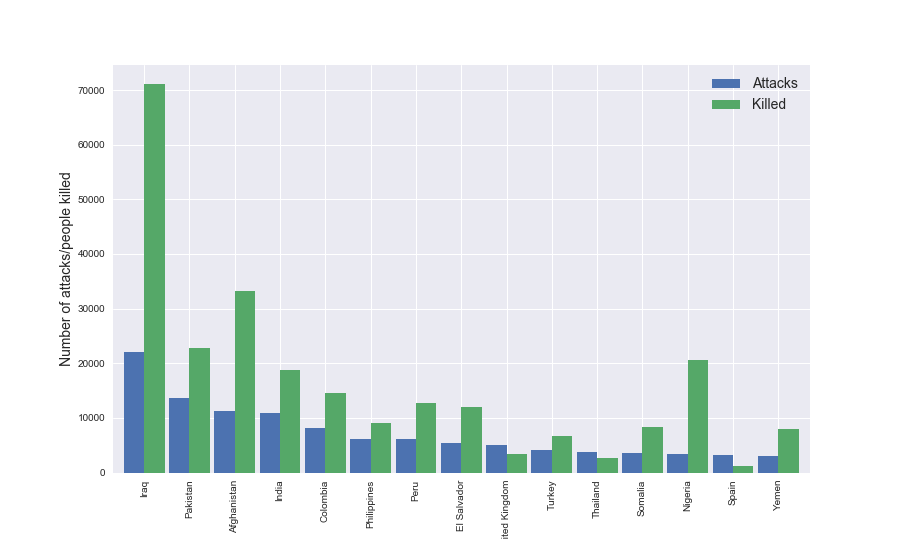 Attacks
Killed
Number of attacks/people killed
70000
60000
50000
40000
30000
20000
10000
0
Iraq
Pakistan
Afghanistan
India
Colombia
Philippines
Peru
El Salvador
ited Kingdom
Turkey
Thailand
Somalia
Nigeria
Spain
Yemen